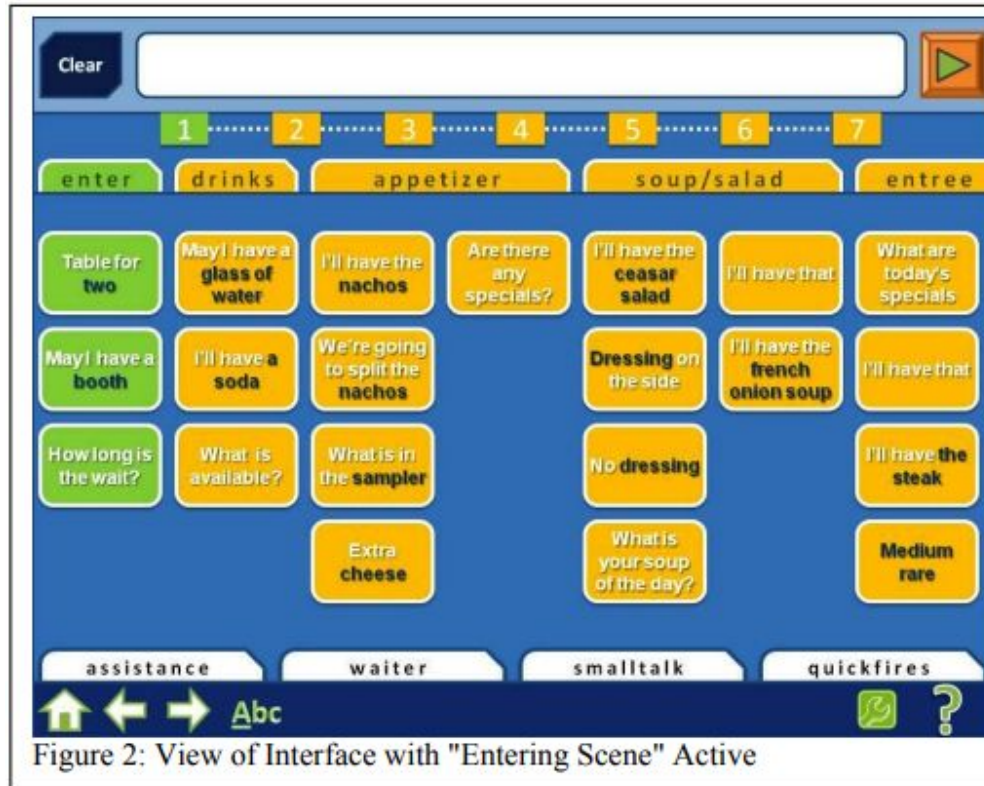 Clear
1 2 3 4 5 6 7
enter drinks appetizer soup/salad entree
Table for
two
May I have a
glass of
water
I'll have the
nachos
Are there
any
specials?
I'll have the
ceasar
salad
I'll have that
What are
today's
specials
May I have a
booth
I'll have a
soda
We're going
to split the
nachos
Dressing on
the side
I'll have the
french
onion soup
I'll have that
How long is
the wait?
What is
available?
What is in
the sampler
No dressing
I'll have the
steak
Extra
cheese
What is
your soup
of the day?
Medium
rare
assistance waiter smalltalk quickfires
Abc
?
Figure 2: View of Interface with "Entering Scene" Active